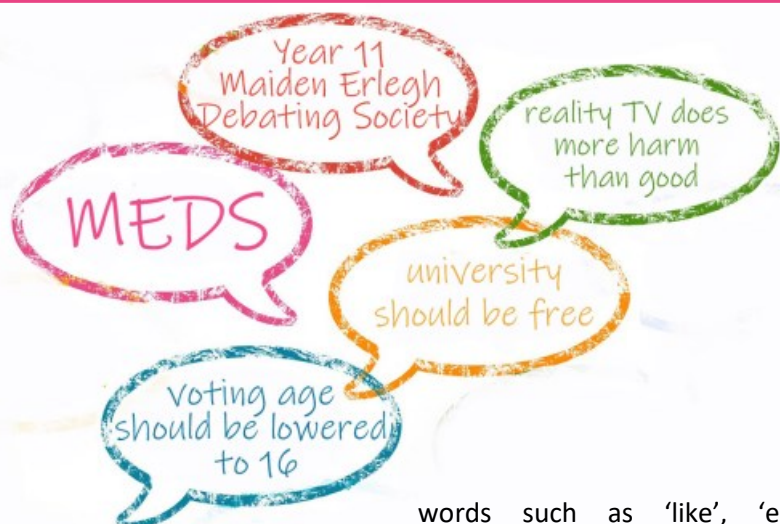 Year 11
Maiden Erlegh
Debating Society
reality TV does
more harm
than good
MEDS
university
should be free
voting age
should be lowered
to 16
words such as ‘like’, ‘e